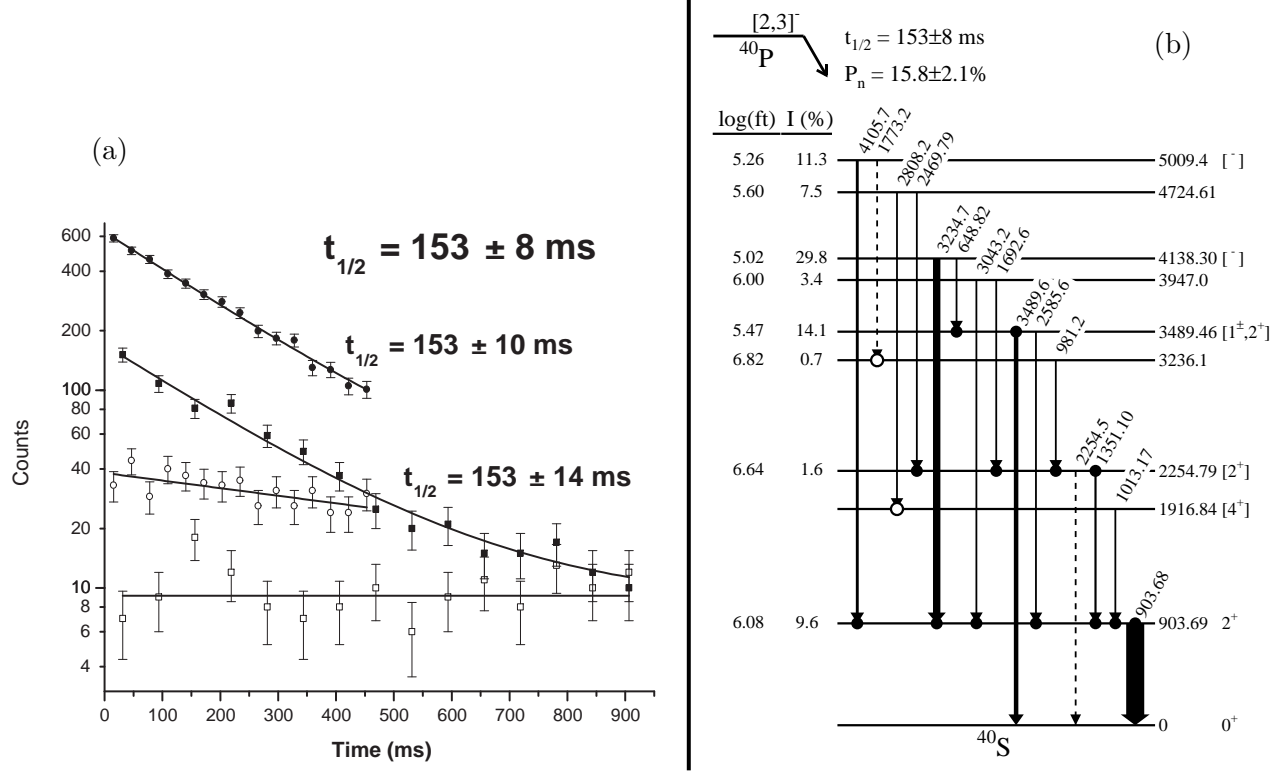 (a)
t1/2 = 153 ± 8 ms
t1/2 = 153 ± 10 ms
t1/2 = 153 ± 14 ms
Counts
600
400
200
100
80
60
40
20
10
8
6
4
0 100 200 300 400 500 600 700 800 900
Time (ms)
(b)
[2,3]-
40P
t1/2 = 153±8 ms
Pn = 15.8±2.1%
log(ft) I (%)
4105.7
1773.2
5.26 11.3 5009.4 [-]
2808.2
2469.79
5.60 7.5 4724.61
3234.7
648.82
5.02 29.8 4138.30 [-]
3043.2
1692.6
6.00 3.4 3947.0
3489.6
2585.6
5.47 14.1 3489.46 [1±,2+]
981.2
6.82 0.7 3236.1
2254.5
1351.10
6.64 1.6 2254.79 [2+]
1013.17
1916.84 [4+]
903.68
6.08 9.6 903.69 2+
0 0+
40S